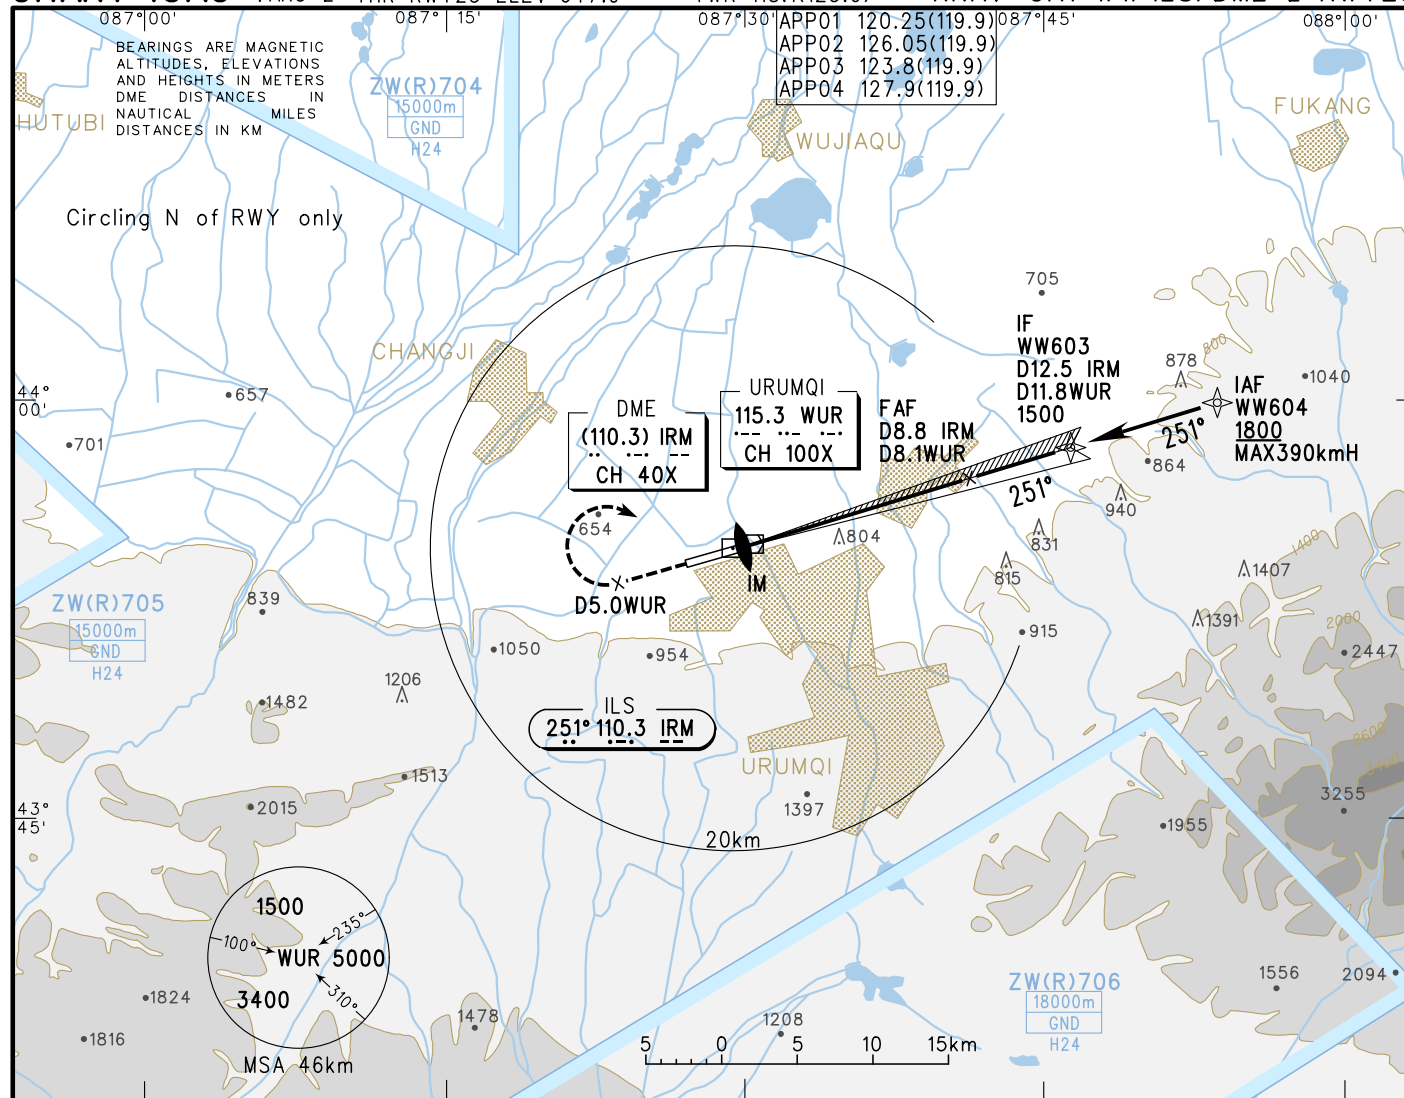 087°00'
087°15'
087°30'
087°45'
088°00'
BEARINGS ARE MAGNETIC
ALTITUDES, ELEVATIONS
AND HEIGHTS IN METERS
DME DISTANCES IN
NAUTICAL MILES
DISTANCES IN KM
APP01 120.25(119.9)
APP02 126.05(119.9)
APP03 123.8(119.9)
APP04 127.9(119.9)
ZW(R)704
15000m
GND
H24
HUTUBI
WUJIAQU
FUKANG
Circling N of RWY only
705
CHANGJI
IF
WW603
D12.5 IRM
D11.8WUR
1500
878
800
1040
IAF
WW604
1800
MAX390kmH
251°
44°
00'
657
701
DME
(110.3) IRM
CH 40X
URUMQI
115.3 WUR
CH 100X
FAF
D8.8 IRM
D8.1WUR
251°
864
940
831
815
804
654
1400
1407
1391
2000
D5.0WUR
IM
ZW(R)705
15000m
GND
H24
839
1050
954
915
2447
1206
1482
ILS
251° 110.3 IRM
2600
URUMQI
1513
2015
1397
3255
1955
43°
45'
20km
1500
235°
100°
WUR 5000
3400
310°
MSA 46km
1824
1816
1478
1208
5 0 5 10 15km
ZW(R)706
18000m
GND
H24
1556
2094